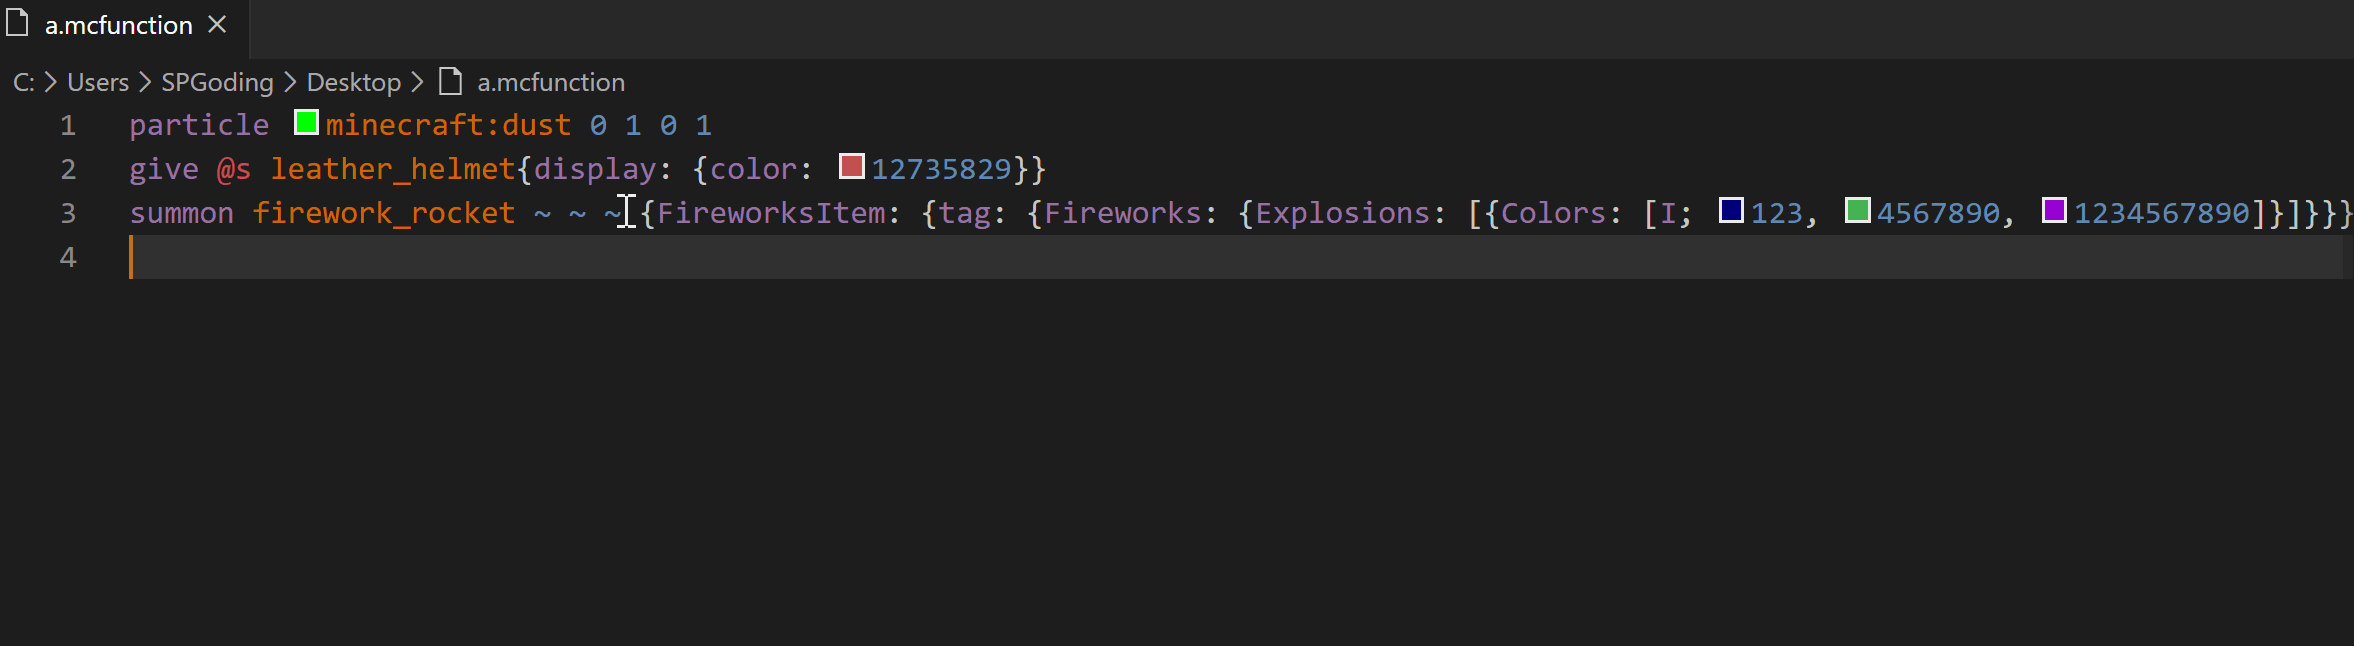 a.mcfunction
C: > Users > SPGoding > Desktop > a.mcfunction
1 particle minecraft:dust 0 1 0 1
2 give @s leather_helmet{display: {color: 12735829}}
3 summon firework_rocket ~ ~ ~ {FireworksItem: {tag: {Fireworks: {Explosions: [{Colors: [I; 123, 4567890, 1234567890]}]}}}
4